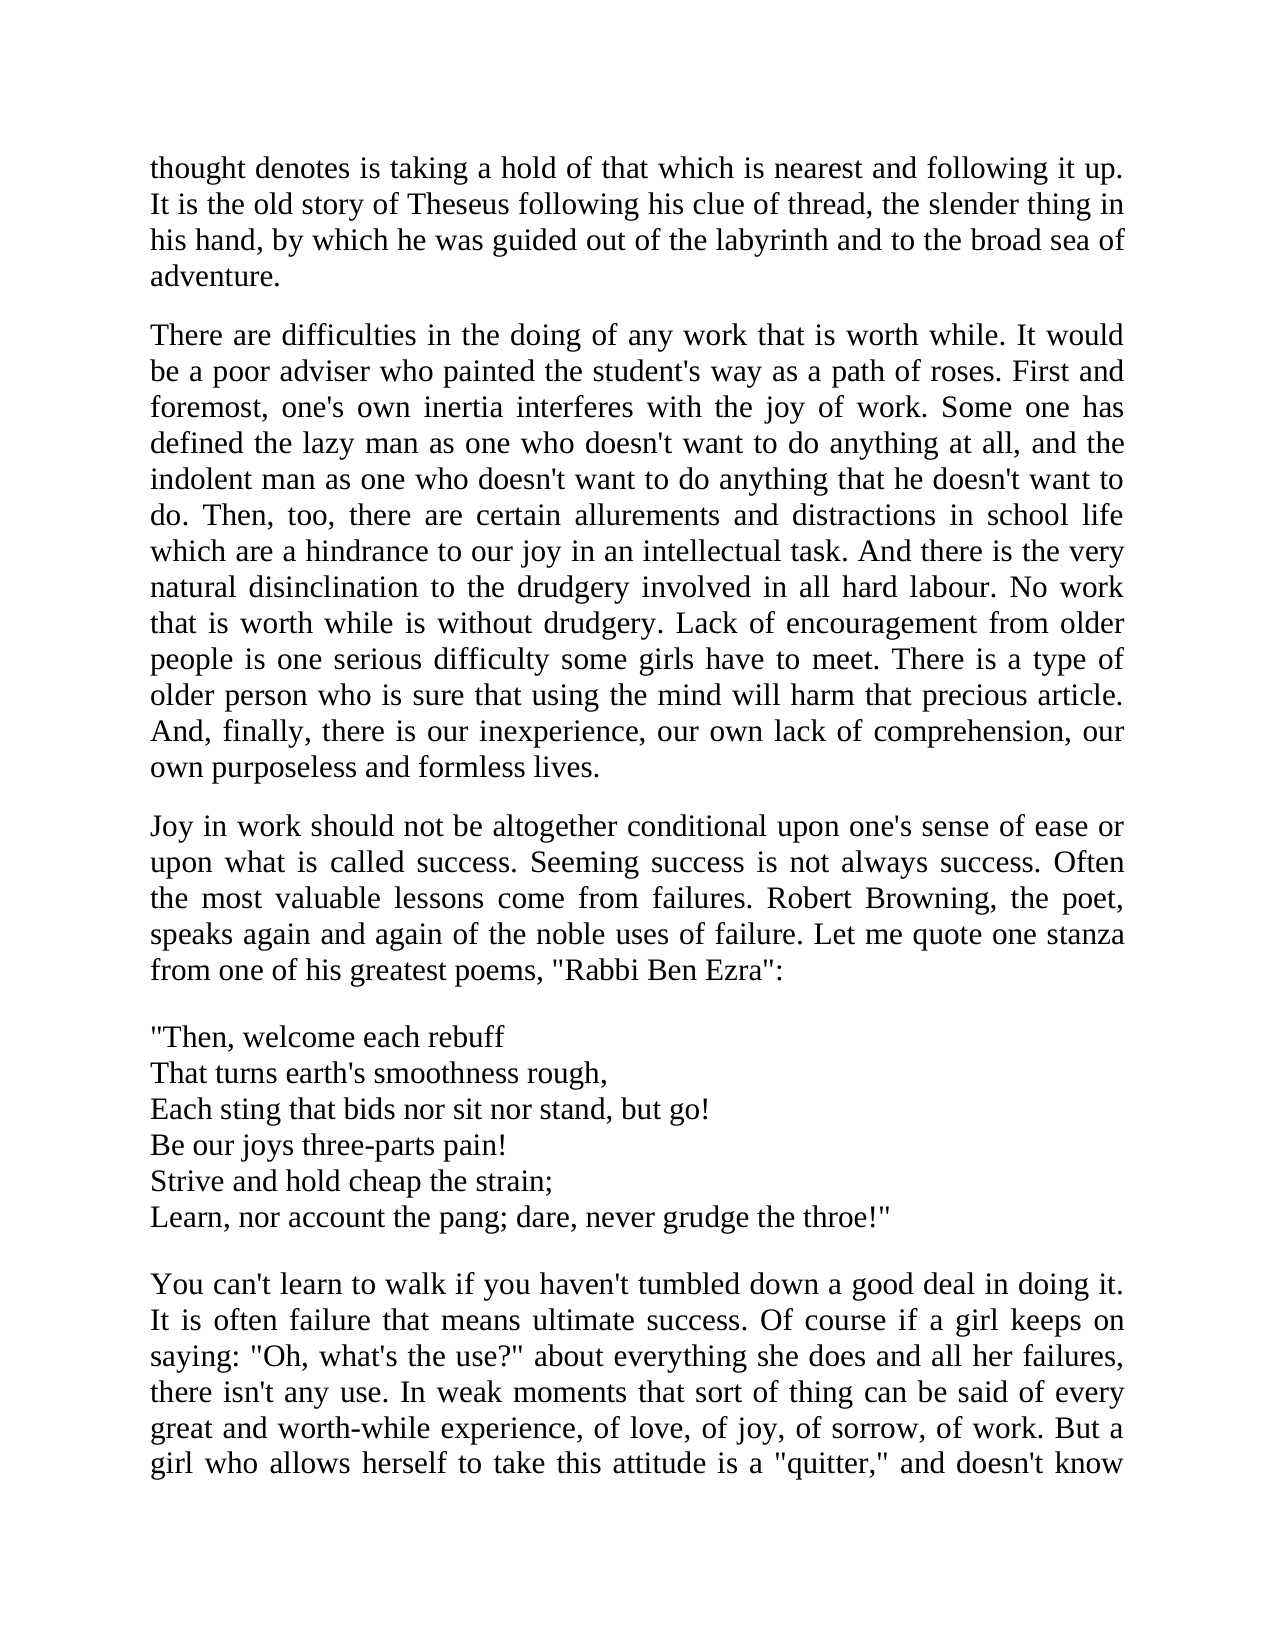 thought denotes is taking a hold of that which is nearest and following it up.
It is the old story of Theseus following his clue of thread, the slender thing in
his hand, by which he was guided out of the labyrinth and to the broad sea of
adventure.
There are difficulties in the doing of any work that is worth while. It would
be a poor adviser who painted the student's way as a path of roses. First and
foremost, one's own inertia interferes with the joy of work. Some one has
defined the lazy man as one who doesn't want to do anything at all, and the
indolent man as one who doesn't want to do anything that he doesn't want to
do. Then, too, there are certain allurements and distractions in school life
which are a hindrance to our joy in an intellectual task. And there is the very
natural disinclination to the drudgery involved in all hard labour. No work
that is worth while is without drudgery. Lack of encouragement from older
people is one serious difficulty some girls have to meet. There is a type of
older person who is sure that using the mind will harm that precious article.
And, finally, there is our inexperience, our own lack of comprehension, our
own purposeless and formless lives.
Joy in work should not be altogether conditional upon one's sense of ease or
upon what is called success. Seeming success is not always success. Often
the most valuable lessons come from failures. Robert Browning, the poet,
speaks again and again of the noble uses of failure. Let me quote one stanza
from one of his greatest poems, "Rabbi Ben Ezra":
"Then, welcome each rebuff
That turns earth's smoothness rough,
Each sting that bids nor sit nor stand, but go!
Be our joys three-parts pain!
Strive and hold cheap the strain;
Learn, nor account the pang; dare, never grudge the throe!"
You can't learn to walk if you haven't tumbled down a good deal in doing it.
It is often failure that means ultimate success. Of course if a girl keeps on
saying: "Oh, what's the use?" about everything she does and all her failures,
there isn't any use. In weak moments that sort of thing can be said of every
great and worth-while experience, of love, of joy, of sorrow, of work. But a
girl who allows herself to take this attitude is a "quitter," and doesn't know